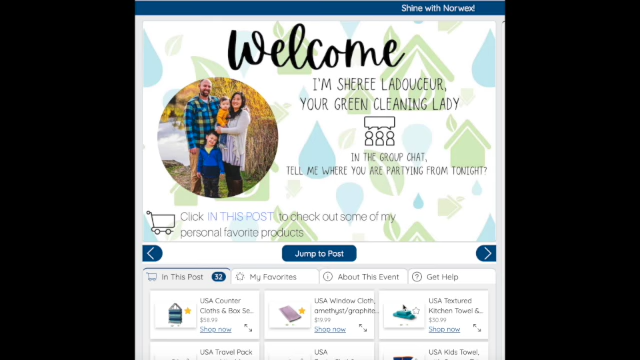 Shine with Norwex!
Welcome
I'M SHEREE LADOUCEUR,
YOUR GREEN CLEANING LADY
IN THE GROUP CHAT,
TELL ME WHERE YOU ARE PARTYING FROM TONIGHT?
Click IN THIS POST to check out some of my
personal favorite products
Jump to Post
In This Post 32 My Favorites About This Event Get Help
USA Counter
Cloths & Box Se...
$58.99
Shop now
USA Window Cloth,
amethyst/graphite...
$19.99
Shop now
USA Textured
Kitchen Towel &...
$30.99
Shop now
USA Travel Pack
USA
USA Kids Towel,